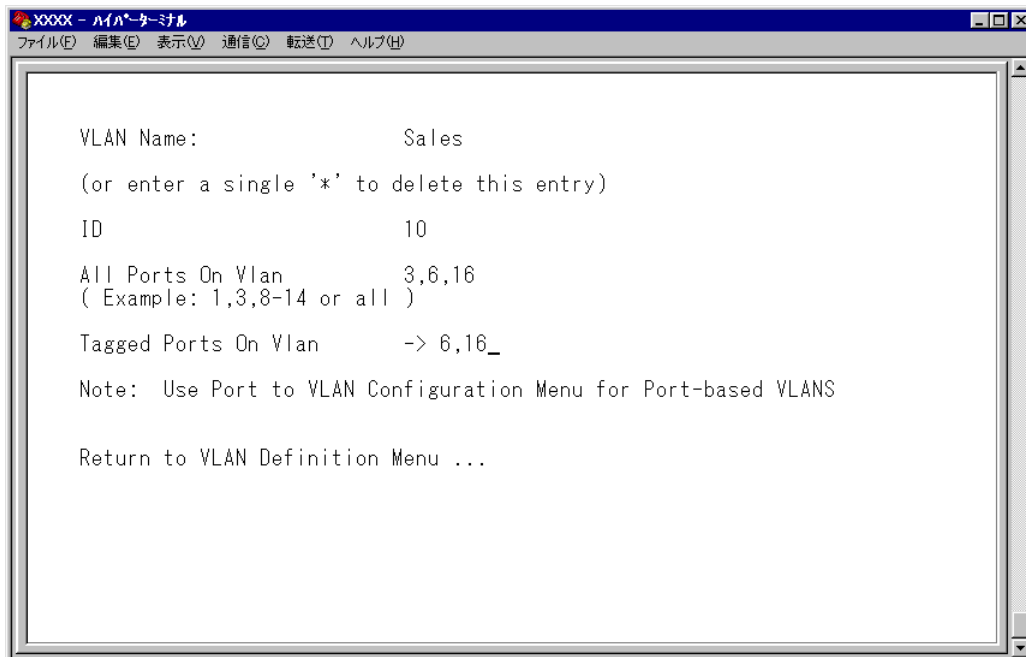 XXXX - ハイパーターミナル
ファイル(F) 編集(E) 表示(V) 通信(C) 転送(T) ヘルプ(H)
VLAN Name: Sales
(or enter a single '*' to delete this entry)
ID 10
All Ports On Vlan 3,6,16
( Example: 1,3,8-14 or all )
Tagged Ports On Vlan -> 6,16_
Note: Use Port to VLAN Configuration Menu for Port-based VLANS
Return to VLAN Definition Menu ...